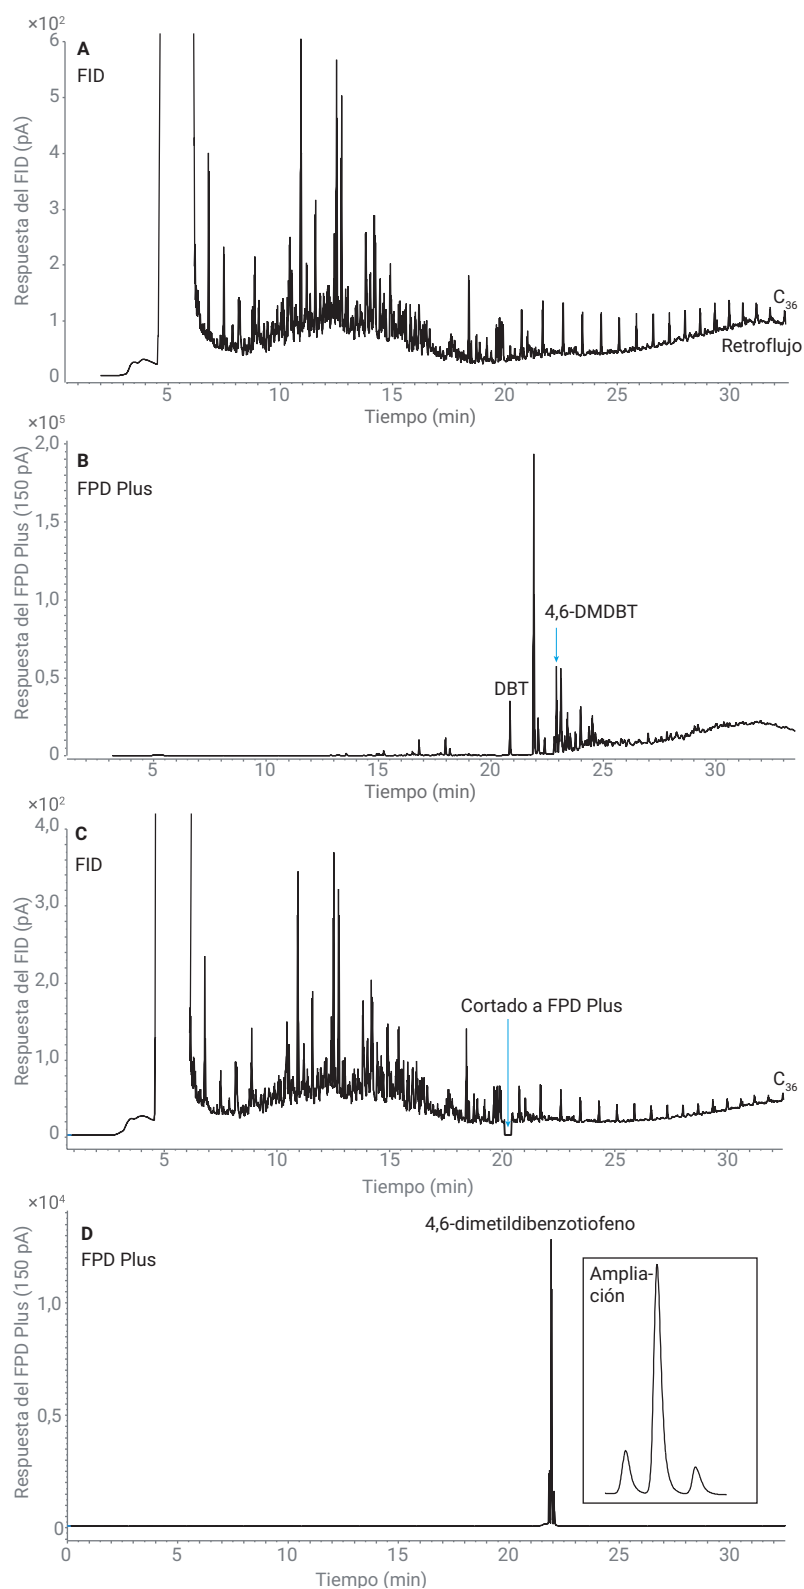 ×10²
6
A
FID
5
4
3
2
1
0
Respuesta del FID (pA)
C₃₆
Retroflujo
5 10 15 20 25 30
Tiempo (min)
×10⁵
2,0
B
FPD Plus
1,5
1,0
0,5
0
Respuesta del FPD Plus (150 pA)
4,6-DMDBT
DBT
5 10 15 20 25 30
Tiempo (min)
×10²
4,0
C
FID
3,0
2,0
1,0
0
Respuesta del FID (pA)
Cortado a FPD Plus
C₃₆
5 10 15 20 25 30
Tiempo (min)
×10⁴
D
FPD Plus
1,0
0,5
0
Respuesta del FPD Plus (150 pA)
4,6-dimetildibenzotiofeno
Amplia-
ción
0 5 10 15 20 25 30
Tiempo (min)